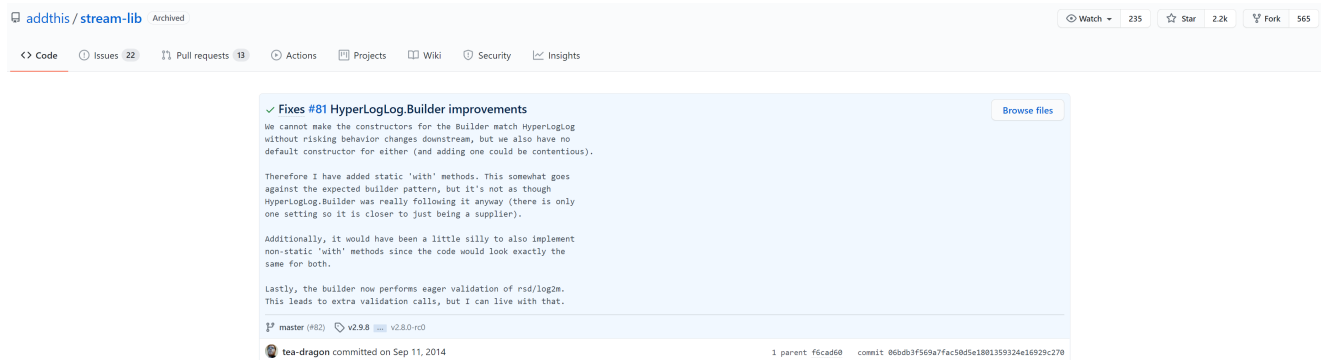 addthis / stream-lib Archived
Watch 235 Star 2.2k Fork 565
Code Issues 22 Pull requests 13 Actions Projects Wiki Security Insights
Fixes #81 HyperLogLog.Builder improvements
Browse files
We cannot make the constructors for the Builder match HyperLogLog
without risking behavior changes downstream, but we also have no
default constructor for either (and adding one could be contentious).
Therefore I have added static 'with' methods. This somewhat goes
against the expected builder pattern, but it's not as though
HyperLogLog.Builder was really following it anyway (there is only
one setting so it is closer to just being a supplier).
Additionally, it would have been a little silly to also implement
non-static 'with' methods since the code would look exactly the
same for both.
Lastly, the builder now performs eager validation of rsd/log2m.
This leads to extra validation calls, but I can live with that.
master (#82) v2.9.8 ... v2.8.0-rc0
tea-dragon committed on Sep 11, 2014
1 parent f6cad60 commit 06bdb3f569a7fac50d5e1801359324e16929c270